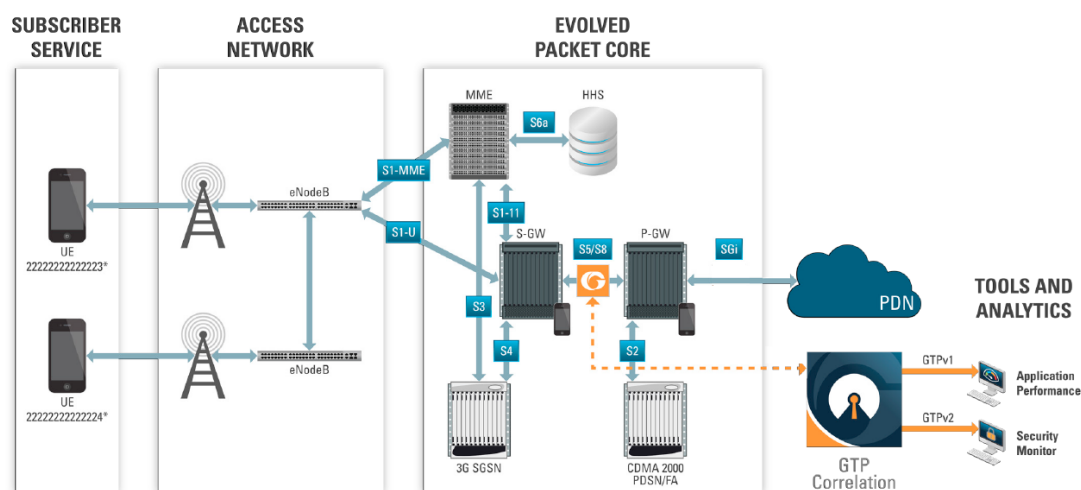 SUBSCRIBER
SERVICE
ACCESS
NETWORK
EVOLVED
PACKET CORE
MME
HHS
S6a
S1-MME
eNodeB
S1-11
S1-U
S-GW
S5/S8
P-GW
SGi
UE
22222222222223*
PDN
TOOLS AND
ANALYTICS
S3
S4
S2
eNodeB
UE
22222222222224*
GTPv1
Application
Performance
GTPv2
Security
Monitor
3G SGSN
CDMA 2000
PDSN/FA
GTP
Correlation